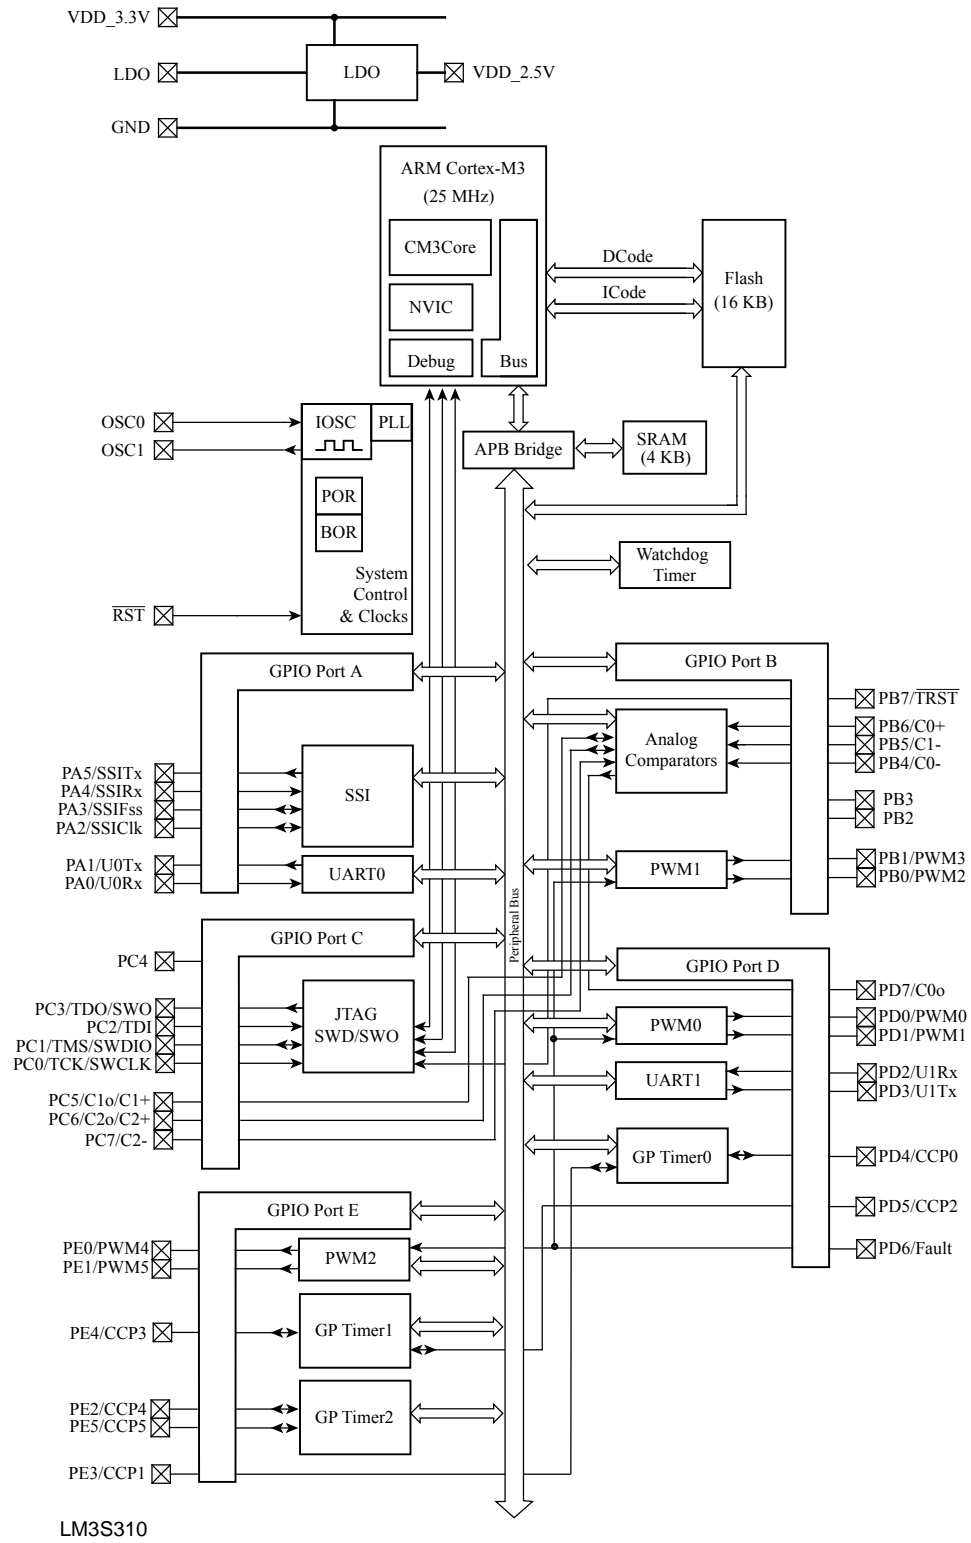 VDD_3.3V
LDO
LDO
VDD_2.5V
GND
ARM Cortex-M3
(25 MHz)
CM3Core
NVIC
Debug
Bus
DCode
ICode
Flash
(16 KB)
OSC0
OSC1
IOSC
PLL
APB Bridge
SRAM
(4 KB)
POR
BOR
System
Control
& Clocks
RST
Watchdog
Timer
GPIO Port A
GPIO Port B
PB7/TRST
PB6/C0+
PB5/C1-
PB4/C0-
PB3
PB2
PB1/PWM3
PB0/PWM2
Analog
Comparators
PWM1
PA5/SSITx
PA4/SSIRx
PA3/SSIFss
PA2/SSIClk
SSI
PA1/U0Tx
PA0/U0Rx
UART0
Peripheral Bus
GPIO Port C
PC4
PC3/TDO/SWO
PC2/TDI
PC1/TMS/SWDIO
PC0/TCK/SWCLK
JTAG
SWD/SWO
PC5/C1o/C1+
PC6/C2o/C2+
PC7/C2-
GPIO Port D
PD7/C0o
PD0/PWM0
PD1/PWM1
PWM0
PD2/U1Rx
PD3/U1Tx
UART1
GP Timer0
PD4/CCP0
PD5/CCP2
PD6/Fault
GPIO Port E
PE0/PWM4
PE1/PWM5
PWM2
PE4/CCP3
GP Timer1
PE2/CCP4
PE5/CCP5
GP Timer2
PE3/CCP1
LM3S310